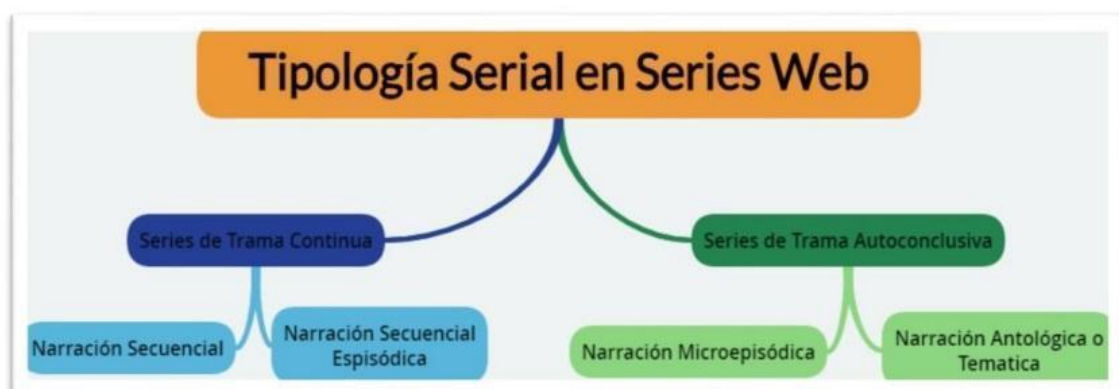 Tipología Serial en Series Web
Series de Trama Continua
Series de Trama Autoconclusiva
Narración Secuencial
Narración Secuencial
Espisódica
Narración Microepisódica
Narración Antológica o
Tematica